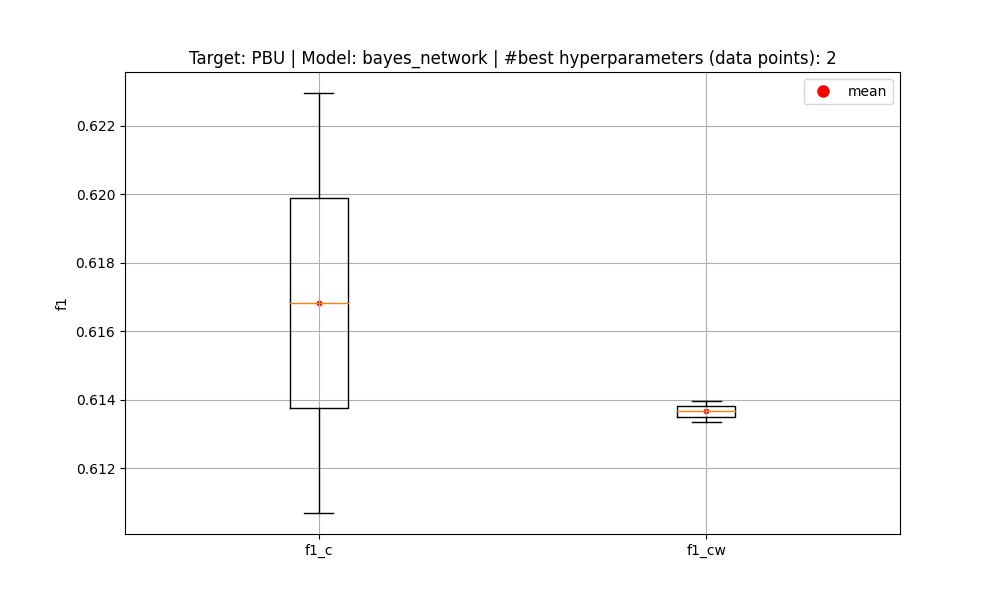 Target: PBU | Model: bayes_network | #best hyperparameters (data points): 2
mean
0.622
0.620
0.618
0.616
0.614
0.612
f1
f1_c
f1_cw